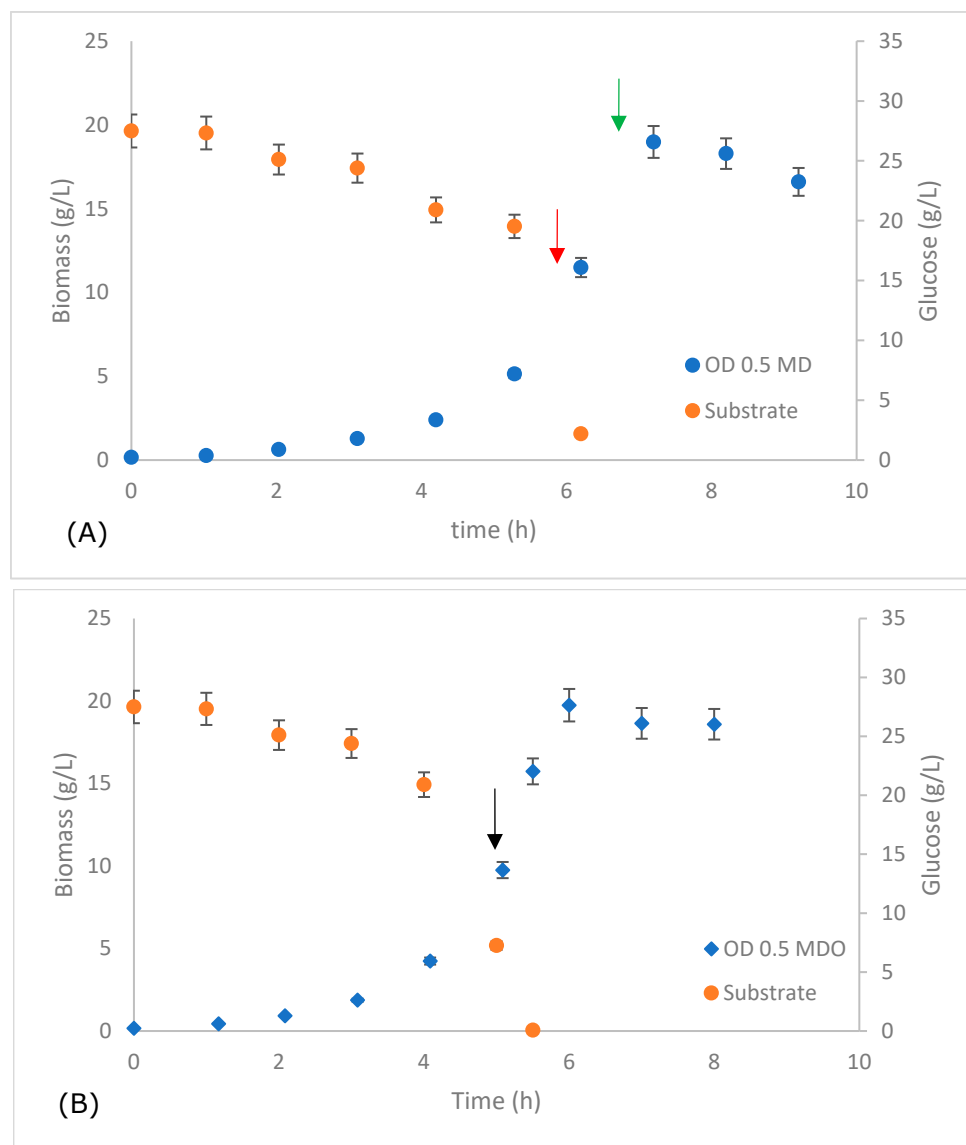 25
20
15
10
5
0
Biomass (g/L)
35
30
25
20
15
10
5
0
Glucose (g/L)
OD 0.5 MD
Substrate
0 2 4 6 8 10
time (h)
(A)
25
20
15
10
5
0
Biomass (g/L)
35
30
25
20
15
10
5
0
Glucose (g/L)
OD 0.5 MDO
Substrate
0 2 4 6 8 10
Time (h)
(B)